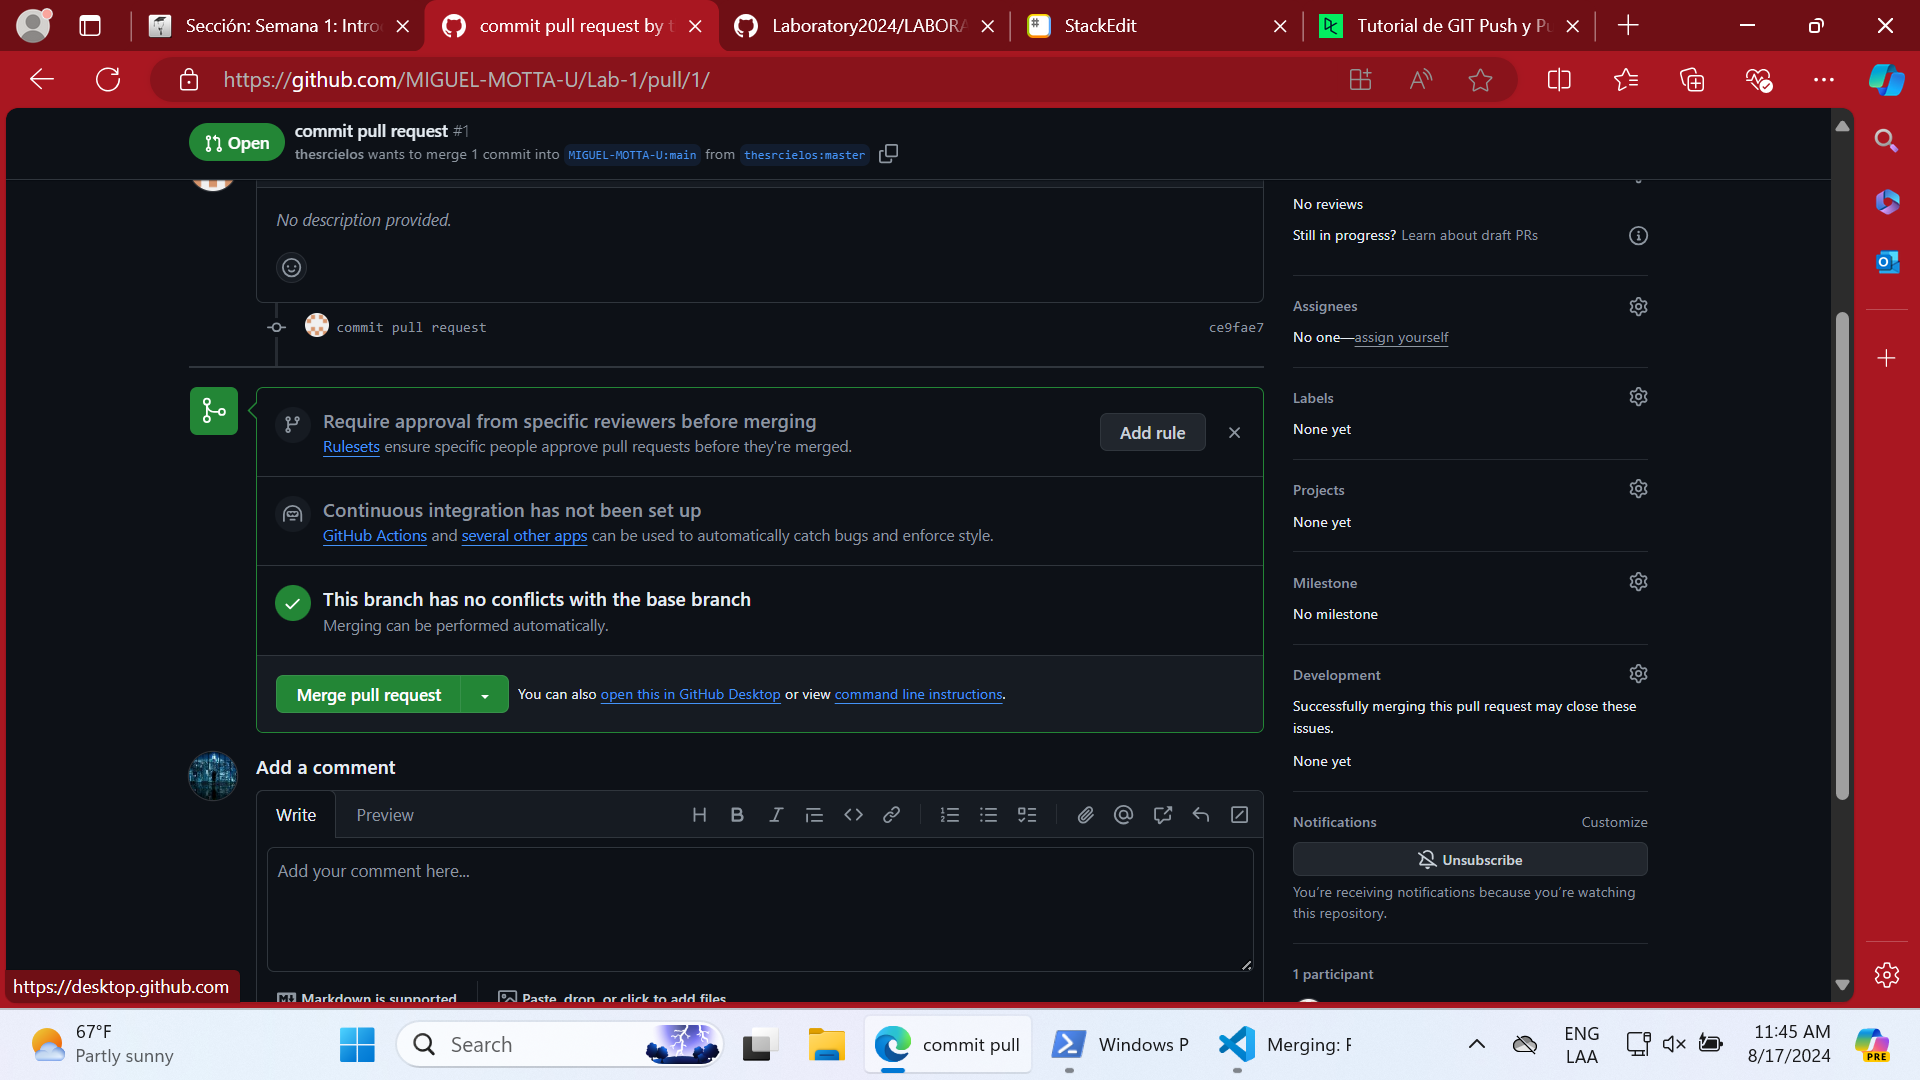 Sección: Semana 1: Intro
commit pull request by t
Laboratory2024/LABORA
StackEdit
Tutorial de GIT Push y Pu
https://github.com/MIGUEL-MOTTA-U/Lab-1/pull/1/
Open
commit pull request #1
thesrcielos wants to merge 1 commit into MIGUEL-MOTTA-U:main from thesrcielos:master
No description provided.
commit pull request
ce9fae7
Require approval from specific reviewers before merging
Rulesets ensure specific people approve pull requests before they're merged.
Add rule
Continuous integration has not been set up
GitHub Actions and several other apps can be used to automatically catch bugs and enforce style.
This branch has no conflicts with the base branch
Merging can be performed automatically.
Merge pull request
You can also open this in GitHub Desktop or view command line instructions.
Add a comment
Write
Preview
Add your comment here...
Markdown is supported
Paste, drop, or click to add files
No reviews
Still in progress? Learn about draft PRs
Assignees
No one—assign yourself
Labels
None yet
Projects
None yet
Milestone
No milestone
Development
Successfully merging this pull request may close these
issues.
None yet
Notifications
Customize
Unsubscribe
You're receiving notifications because you're watching
this repository.
1 participant
https://desktop.github.com
67°F
Partly sunny
Search
commit pull
Windows P
Merging: F
ENG
LAA
11:45 AM
8/17/2024
PRE